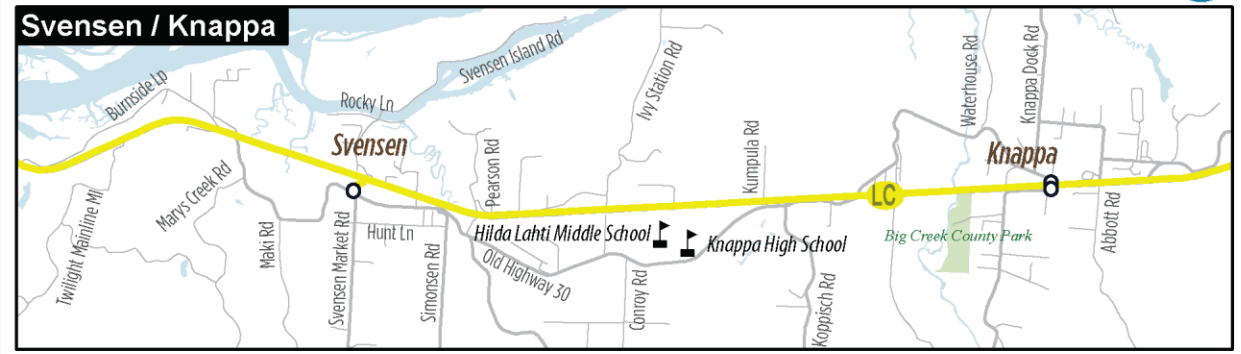 Svensen / Knappa
Burnside Lp
Rocky Ln
Svensen Island Rd
Ivy Station Rd
Waterhouse Rd
Knappa Dock Rd
Svensen
Pearson Rd
Kumpula Rd
Knappa
Twilight Mainline Ml
Marys Creek Rd
Maki Rd
Svensen Market Rd
Hunt Ln
Simonsen Rd
LC
Hilda Lahti Middle School
Knappa High School
Big Creek County Park
Abbott Rd
Old Highway 30
Conroy Rd
Koppisch Rd